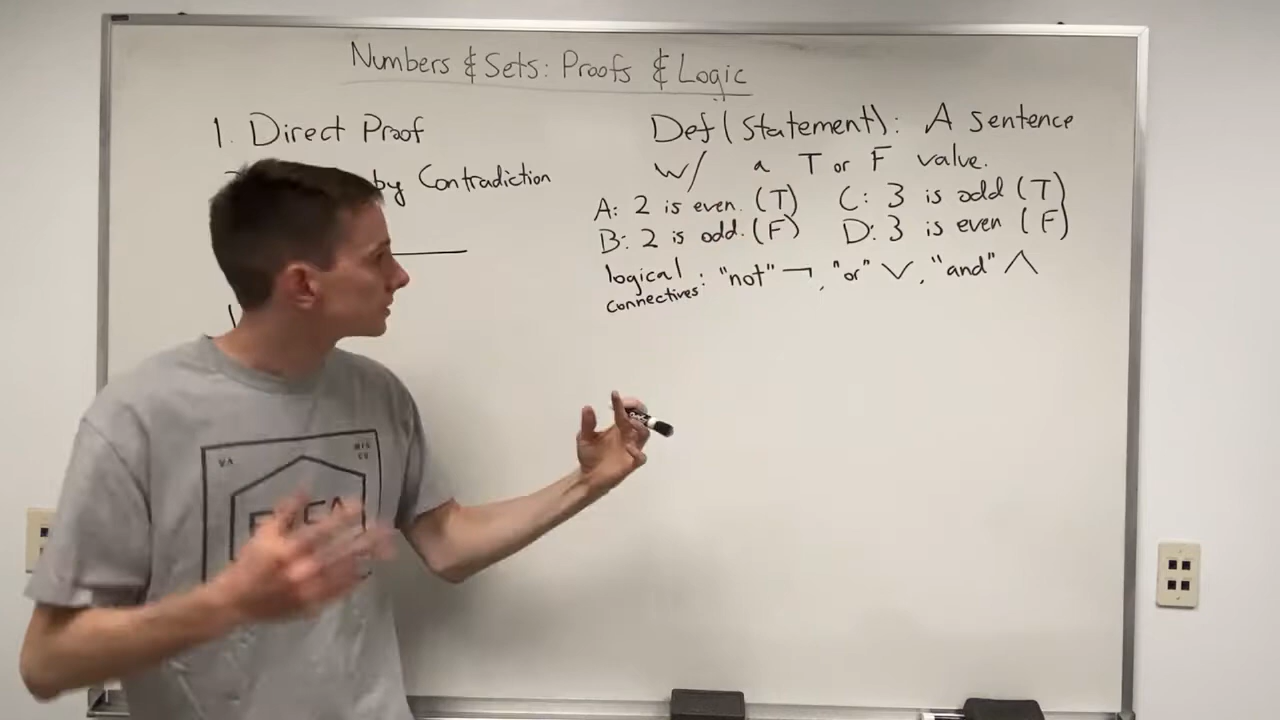 Numbers & Sets: Proofs & Logic
1. Direct Proof
by Contradiction
Def (Statement): A sentence
w/ a T or F value.
A: 2 is even. (T) C: 3 is odd (T)
B: 2 is odd. (F) D: 3 is even (F)
logical connectives: "not" ¬, "or" ∨, "and" ∧
VA